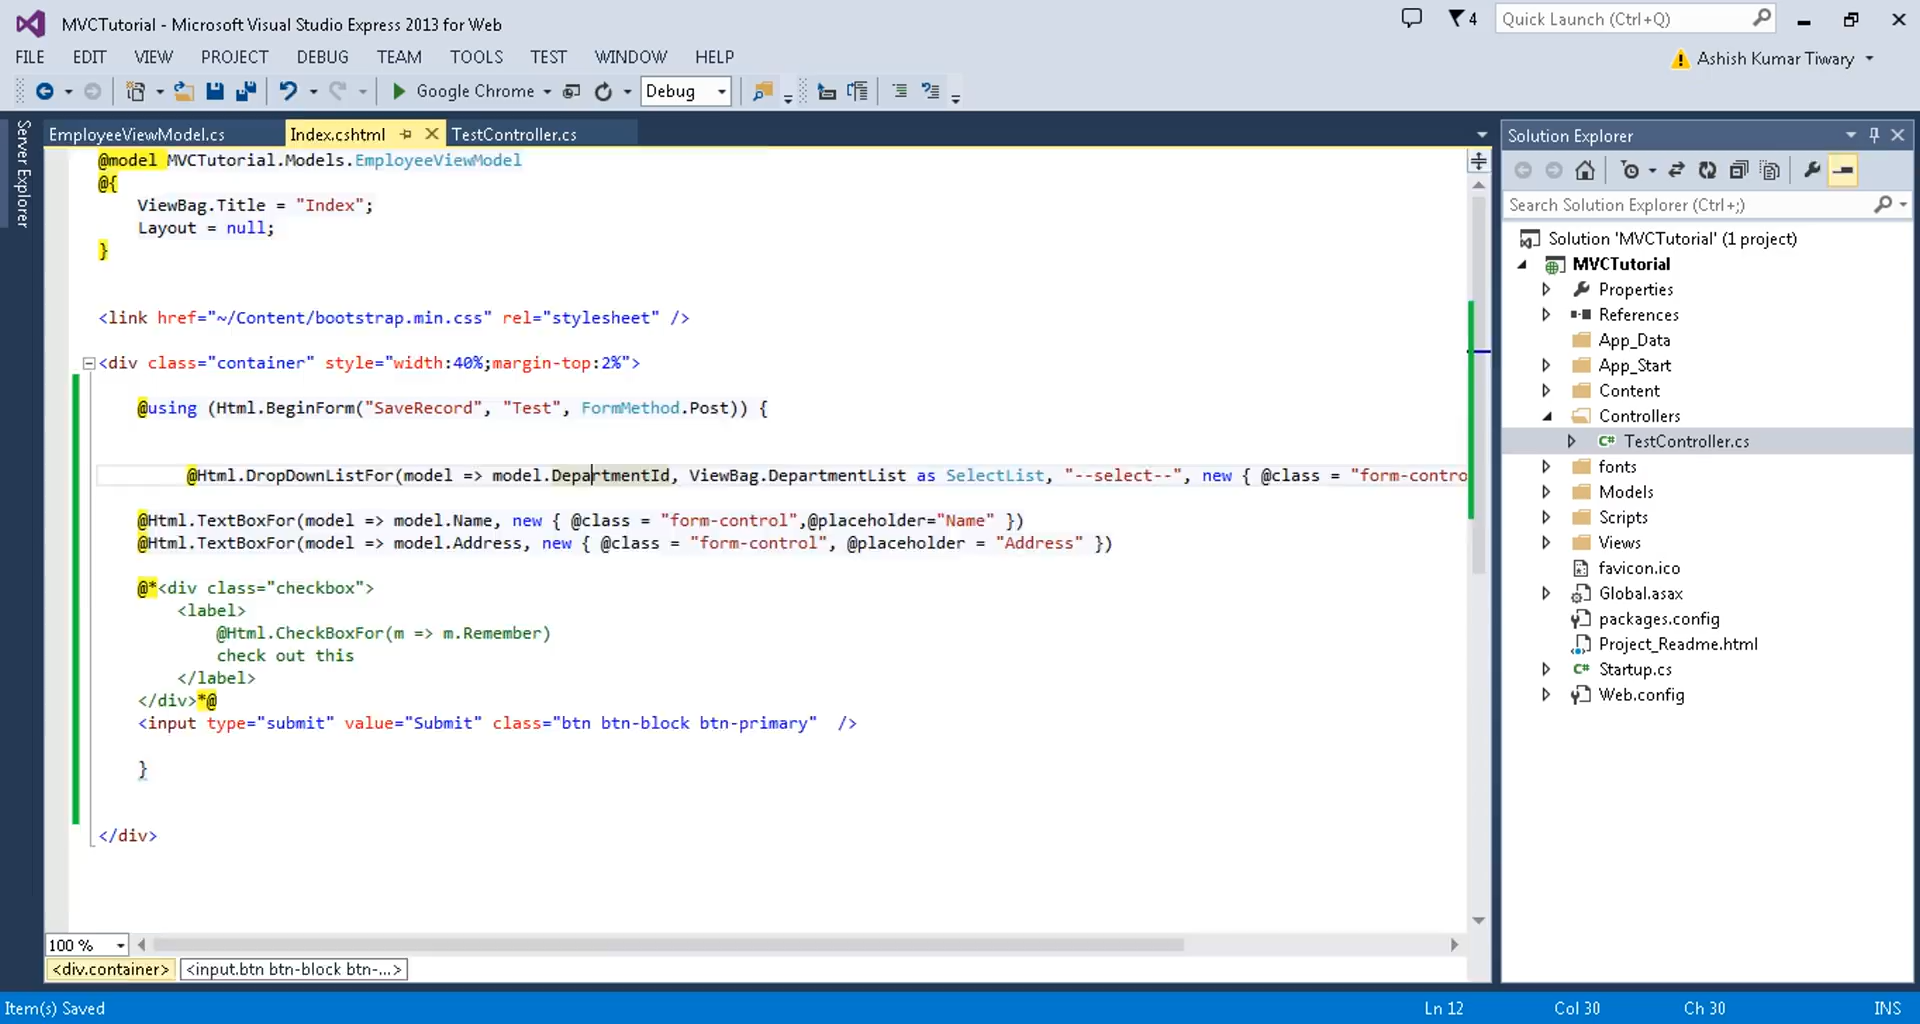 MVCTutorial - Microsoft Visual Studio Express 2013 for Web
4
Quick Launch (Ctrl+Q)
FILE EDIT VIEW PROJECT DEBUG TEAM TOOLS TEST WINDOW HELP
Ashish Kumar Tiwary
Google Chrome
Debug
Server Explorer
EmployeeViewModel.cs Index.cshtml TestController.cs
@model MVCTutorial.Models.EmployeeViewModel
@{
ViewBag.Title = "Index";
Layout = null;
}
<link href="~/Content/bootstrap.min.css" rel="stylesheet" />
<div class="container" style="width:40%;margin-top:2%">
@using (Html.BeginForm("SaveRecord", "Test", FormMethod.Post)) {
@Html.DropDownListFor(model => model.DepartmentId, ViewBag.DepartmentList as SelectList, "--select--", new { @class = "form-contro
@Html.TextBoxFor(model => model.Name, new { @class = "form-control",@placeholder="Name" })
@Html.TextBoxFor(model => model.Address, new { @class = "form-control", @placeholder = "Address" })
@*<div class="checkbox">
<label>
@Html.CheckBoxFor(m => m.Remember)
check out this
</label>
</div>*@
<input type="submit" value="Submit" class="btn btn-block btn-primary"  />
}
</div>
100 %
<div.container> <input.btn btn-block btn-...>
Solution Explorer
Search Solution Explorer (Ctrl+;)
Solution 'MVCTutorial' (1 project)
MVCTutorial
Properties
References
App_Data
App_Start
Content
Controllers
C# TestController.cs
fonts
Models
Scripts
Views
favicon.ico
Global.asax
packages.config
Project_Readme.html
C# Startup.cs
Web.config
Item(s) Saved
Ln 12 Col 30 Ch 30 INS